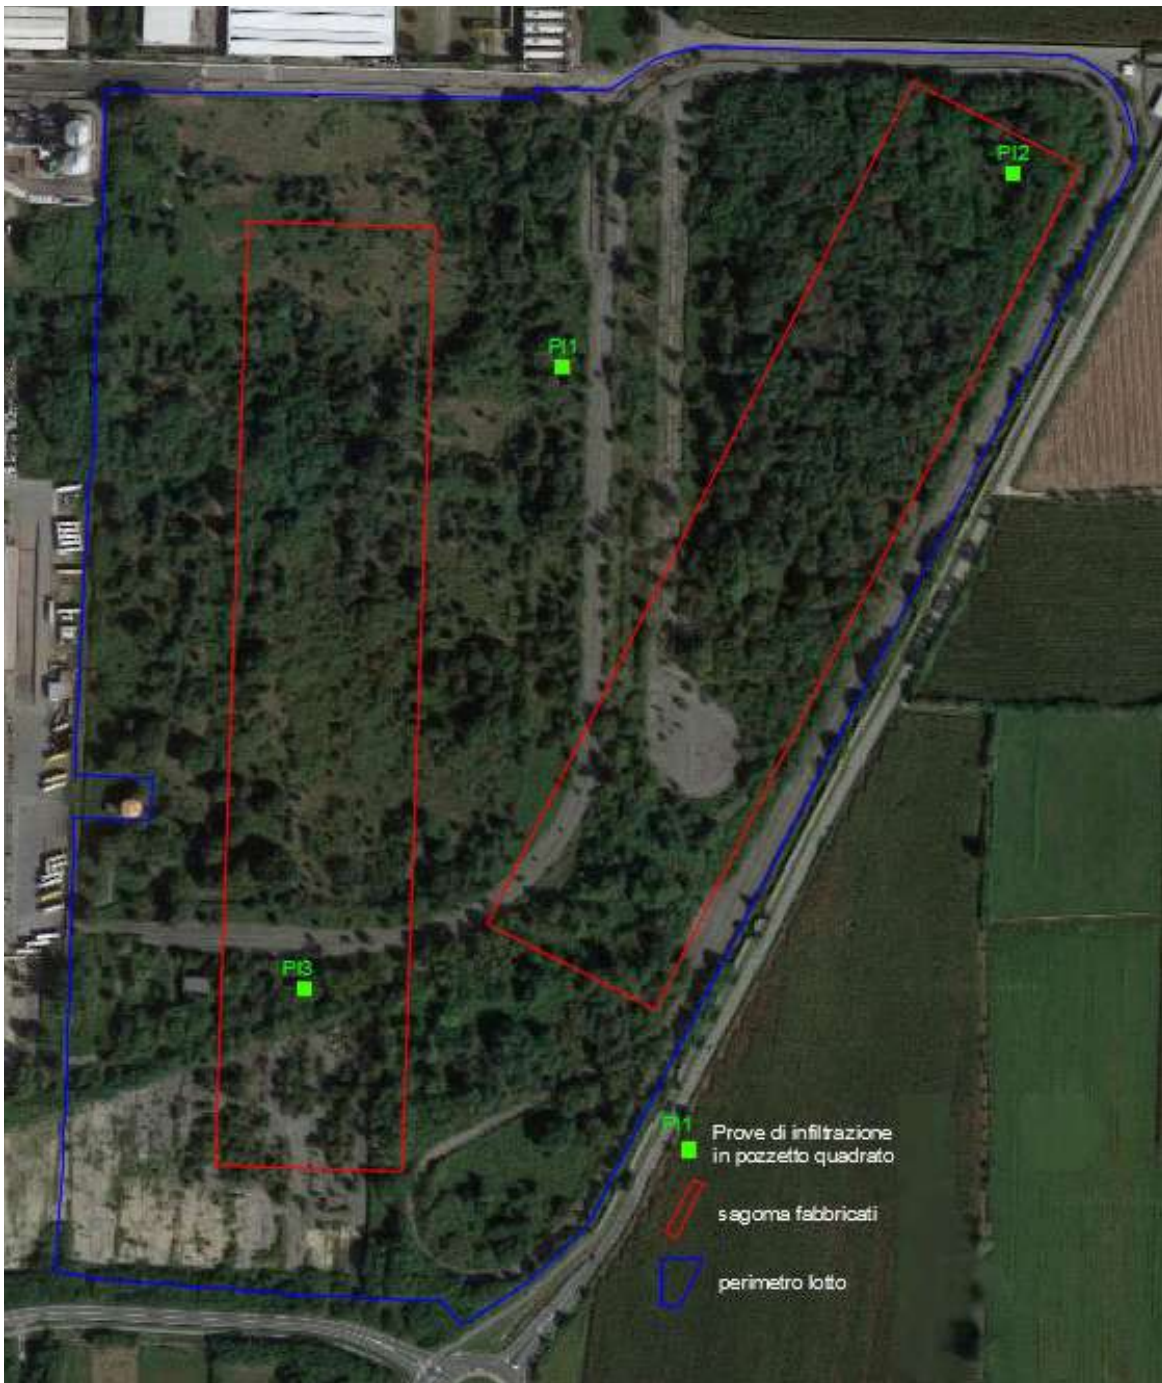 PI2
PI1
PI3
PI1
Prove di infiltrazione
in pozzetto quadrato
sagoma fabbricati
perimetro lotto